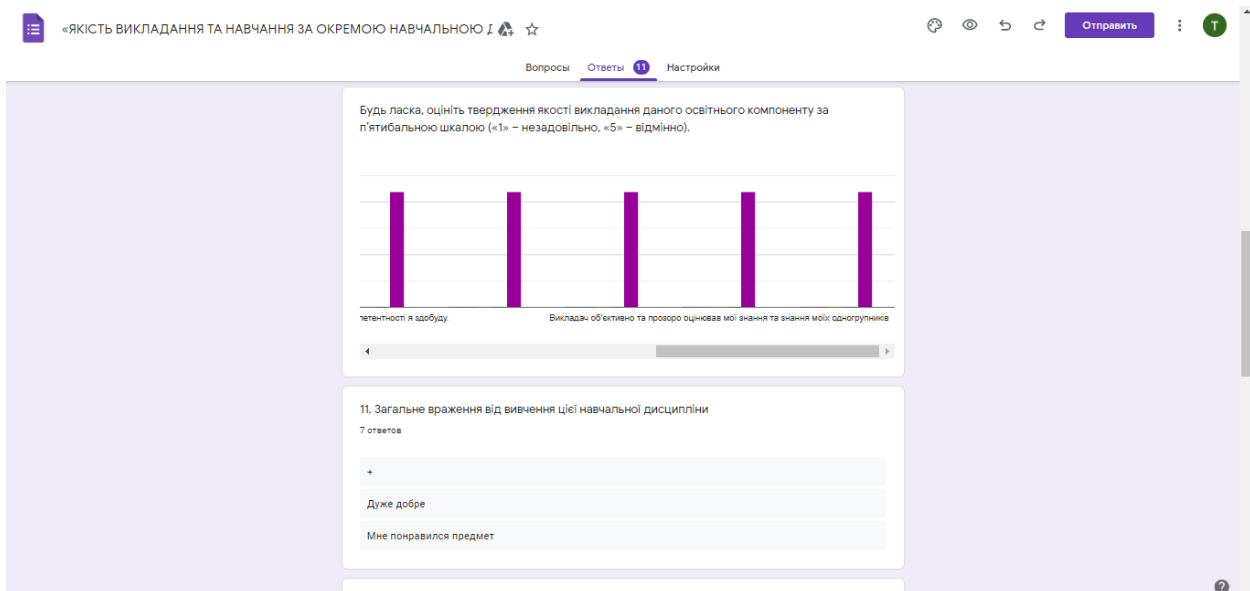 «ЯКІСТЬ ВИКЛАДАННЯ ТА НАВЧАННЯ ЗА ОКРЕМОЮ НАВЧАЛЬНОЮ Д
Отправить
T
Вопросы Ответы 11 Настройки
Будь ласка, оцініть твердження якості викладання даного освітнього компоненту за
п'ятибальною шкалою («1» – незадовільно, «5» – відмінно).
петентності я здобуду. Викладач об'єктивно та прозоро оцінював мої знання та знання моїх одногрупників
11. Загальне враження від вивчення цієї навчальної дисципліни
7 ответов
+
Дуже добре
Мне понравился предмет